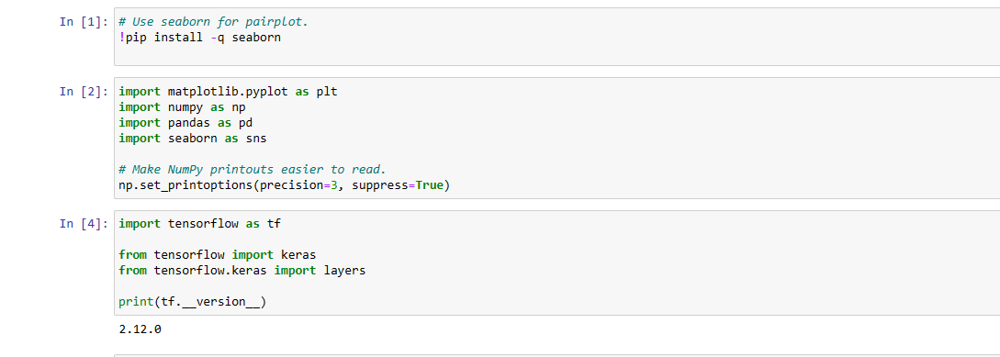 In [1]: # Use seaborn for pairplot.
!pip install -q seaborn
In [2]: import matplotlib.pyplot as plt
import numpy as np
import pandas as pd
import seaborn as sns
# Make NumPy printouts easier to read.
np.set_printoptions(precision=3, suppress=True)
In [4]: import tensorflow as tf
from tensorflow import keras
from tensorflow.keras import layers
print(tf.__version__)
2.12.0